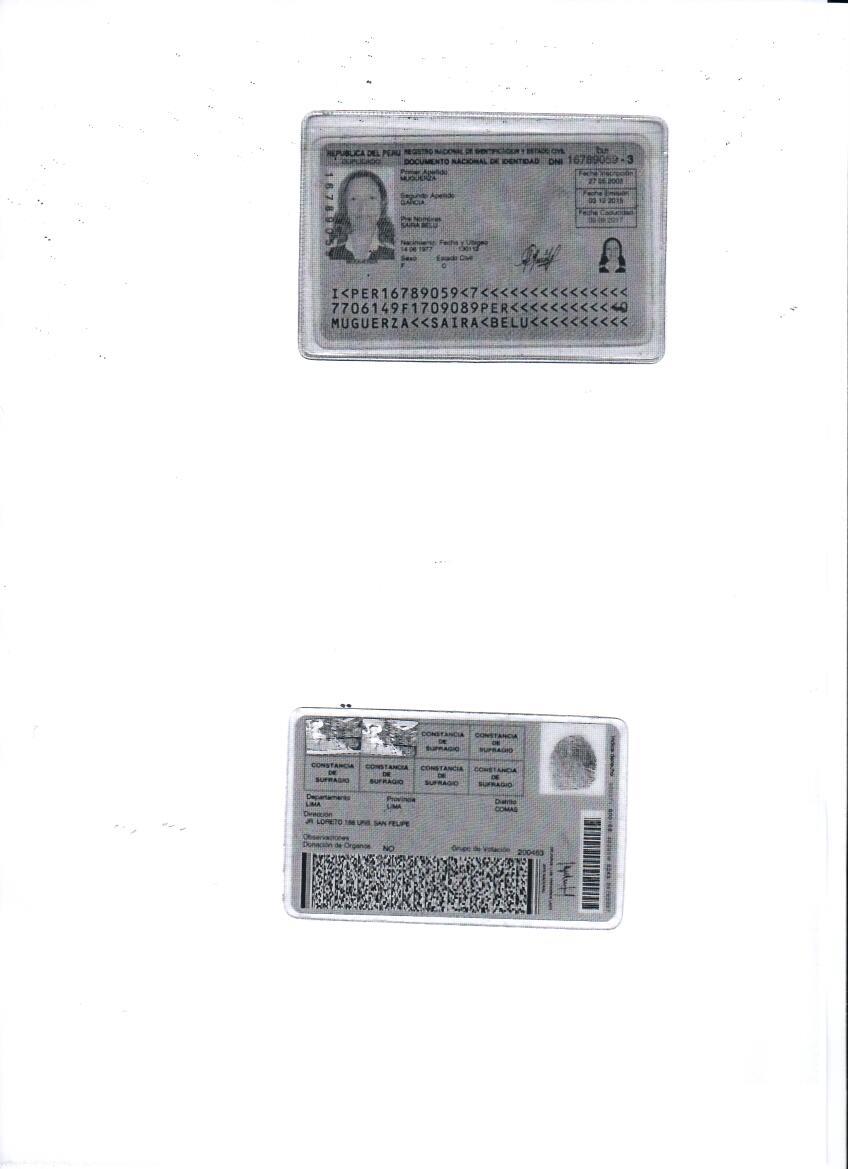 REPUBLICA DEL PERU REGISTRO NACIONAL DE IDENTIFICACION Y ESTADO CIVIL
DUPLICADO DOCUMENTO NACIONAL DE IDENTIDAD DNI 16789059 - 3
Primer Apellido
MUGUERZA
Segundo Apellido
GARCIA
Pre Nombres
SAIRA BELU
Nacimiento: Fecha y Ubigeo
14 06 1977 130112
Sexo Estado Civil
F
Fecha Inscripción
27 05 2003
Fecha Emisión
03 12 2015
Fecha Caducidad
I<PER16789059<7<<<<<<<<<<<<<<<
7706149F1709089PER<<<<<<<<<<<<0
MUGUERZA<<SAIRA<BELU<<<<<<<<<<
CONSTANCIA DE SUFRAGIO
CONSTANCIA DE SUFRAGIO
CONSTANCIA DE SUFRAGIO
CONSTANCIA DE SUFRAGIO
CONSTANCIA DE SUFRAGIO
CONSTANCIA DE SUFRAGIO
Departamento Provincia Distrito
LIMA LIMA COMAS
Dirección
JR. LORETO 188 URB. SAN FELIPE
Observaciones
Donación de Organos NO Grupo de Votación 200463